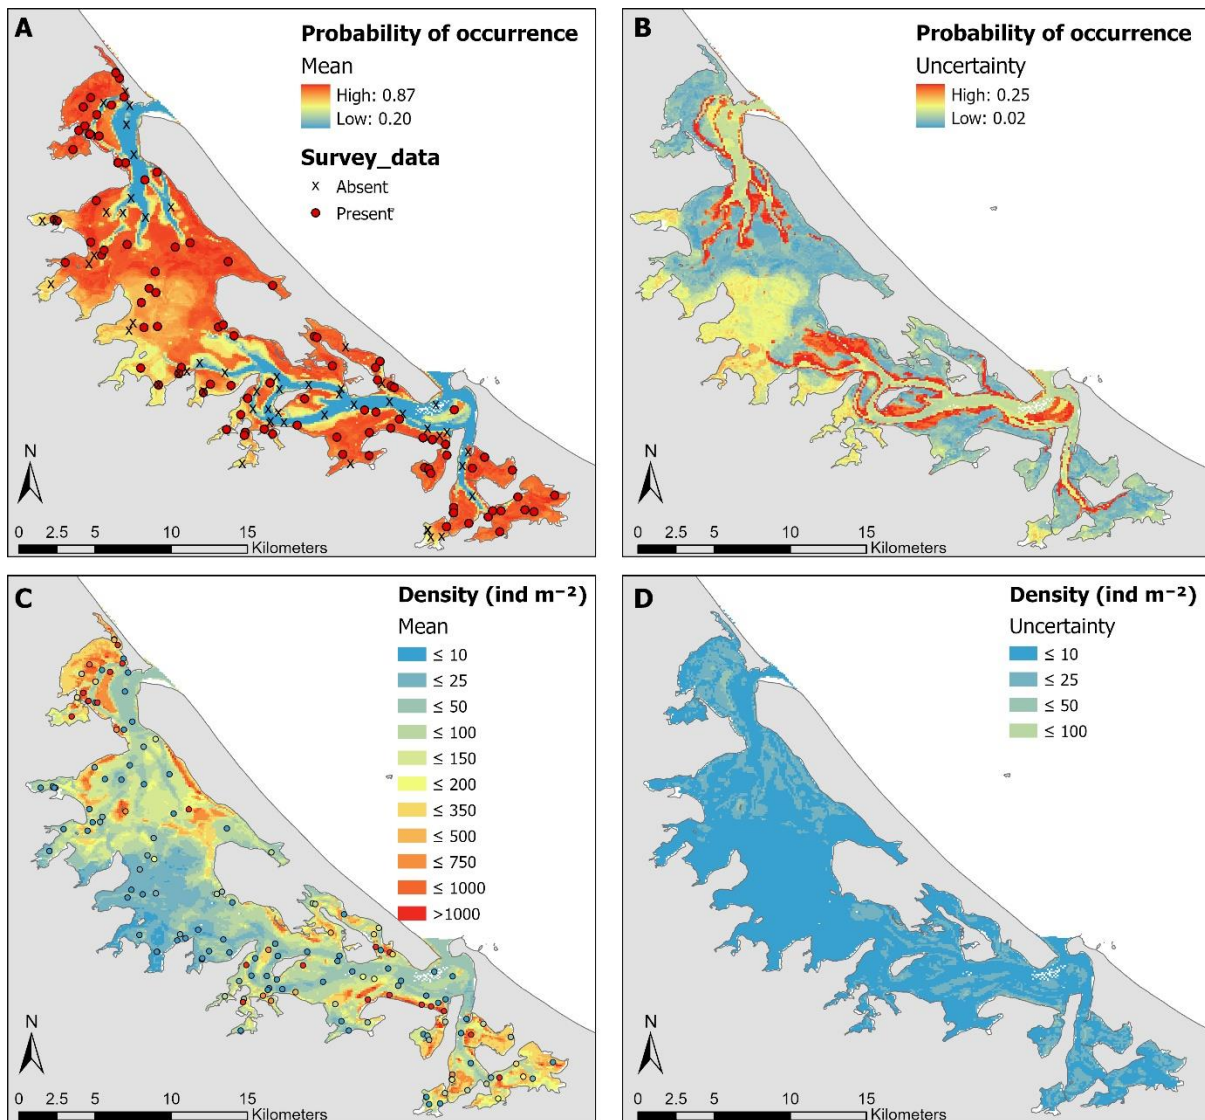 A
Probability of occurrence
Mean
High: 0.87
Low: 0.20
Survey_data
x Absent
Present
N
0 2.5 5 10 15
Kilometers
B
Probability of occurrence
Uncertainty
High: 0.25
Low: 0.02
N
0 2.5 5 10 15
Kilometers
C
Density (ind m⁻²)
Mean
≤ 10
≤ 25
≤ 50
≤ 100
≤ 150
≤ 200
≤ 350
≤ 500
≤ 750
≤ 1000
>1000
N
0 2.5 5 10 15
Kilometers
D
Density (ind m⁻²)
Uncertainty
≤ 10
≤ 25
≤ 50
≤ 100
N
0 2.5 5 10 15
Kilometers